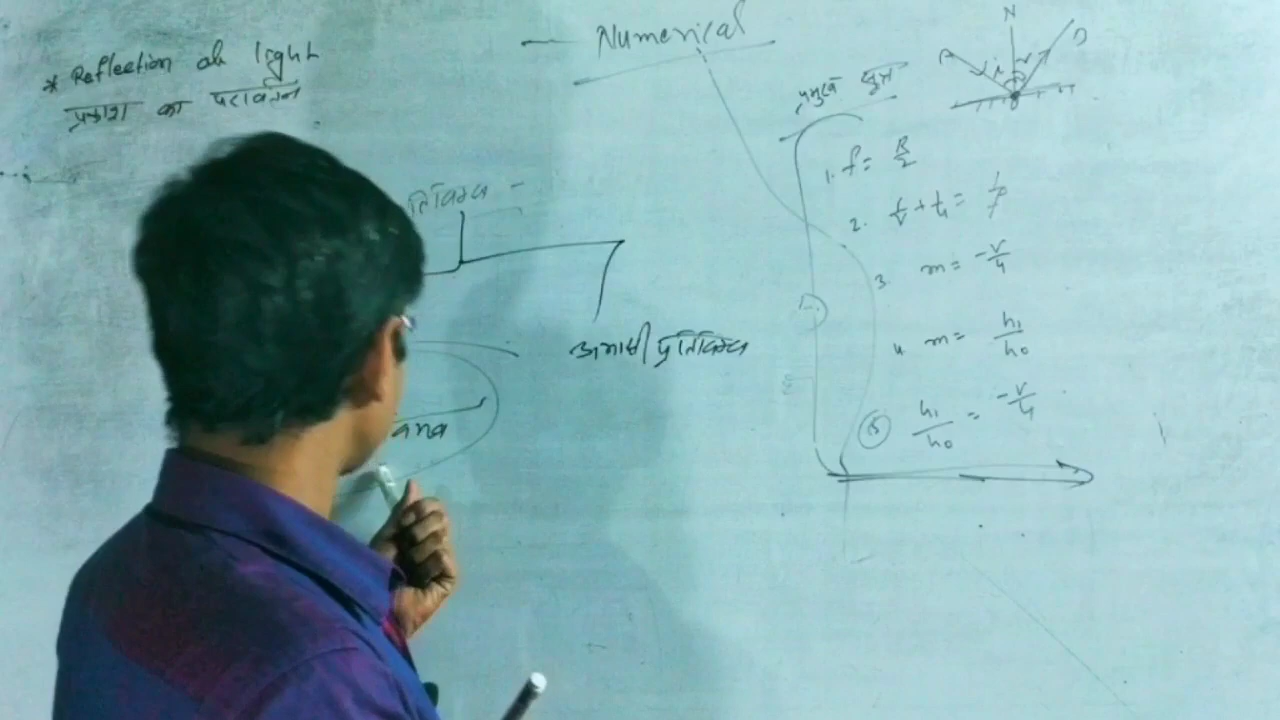 * Reflection of light
प्रकाश का परावर्तन
Numerical
N
A
i
r
B
प्रमुख सूत्र
1. f = R/2
2. 1/v + 1/u = 1/f
3. m = -v/u
4. m = h₁/h₀
⑤ h₁/h₀ = -v/u
तिबिम्ब -
आभासी प्रतिबिम्ब